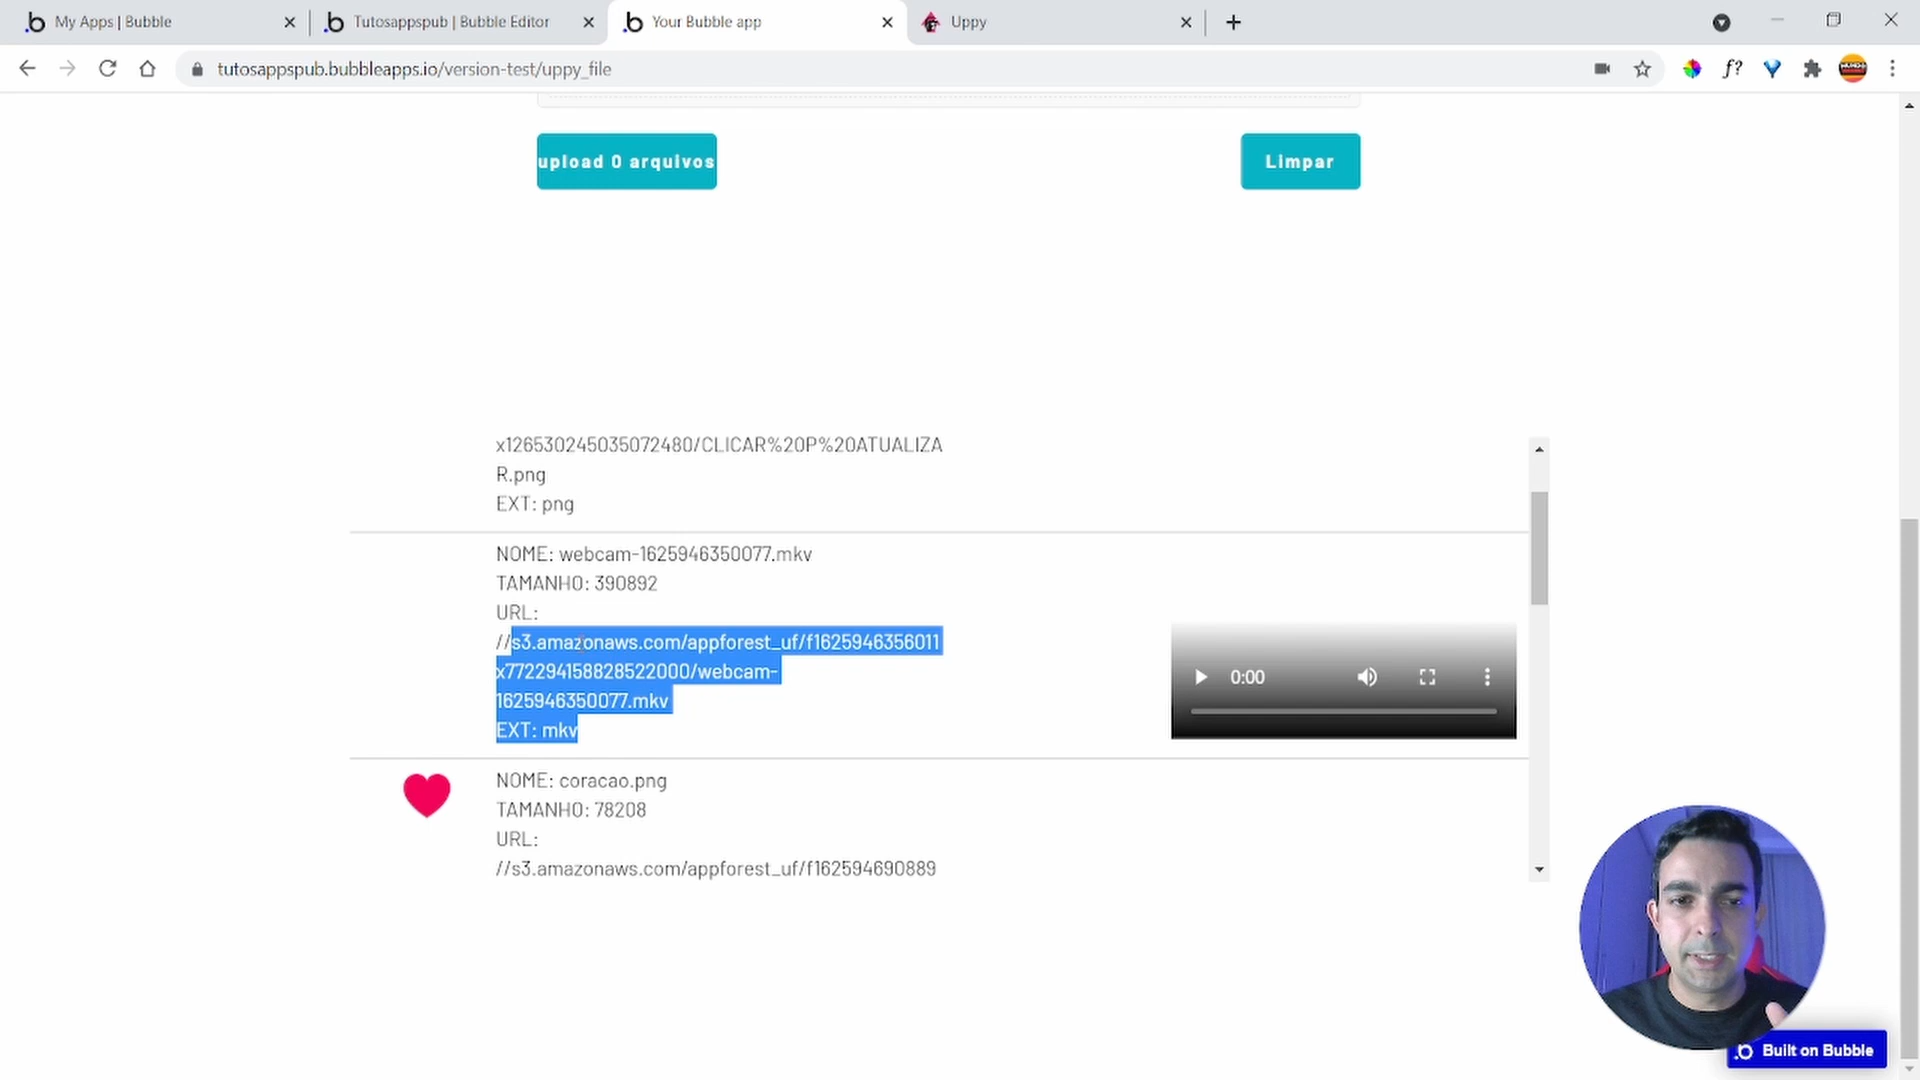 My Apps | Bubble
Tutosappspub | Bubble Editor
Your Bubble app
Uppy
tutosappspub.bubbleapps.io/version-test/uppy_file
f?
upload 0 arquivos
Limpar
x126530245035072480/CLICAR%20P%20ATUALIZA
R.png
EXT: png
NOME: webcam-1625946350077.mkv
TAMANHO: 390892
URL:
//s3.amazonaws.com/appforest_uf/f1625946356011
x772294158828522000/webcam-
1625946350077.mkv
EXT: mkv
0:00
NOME: coracao.png
TAMANHO: 78208
URL:
//s3.amazonaws.com/appforest_uf/f162594690889
Built on Bubble